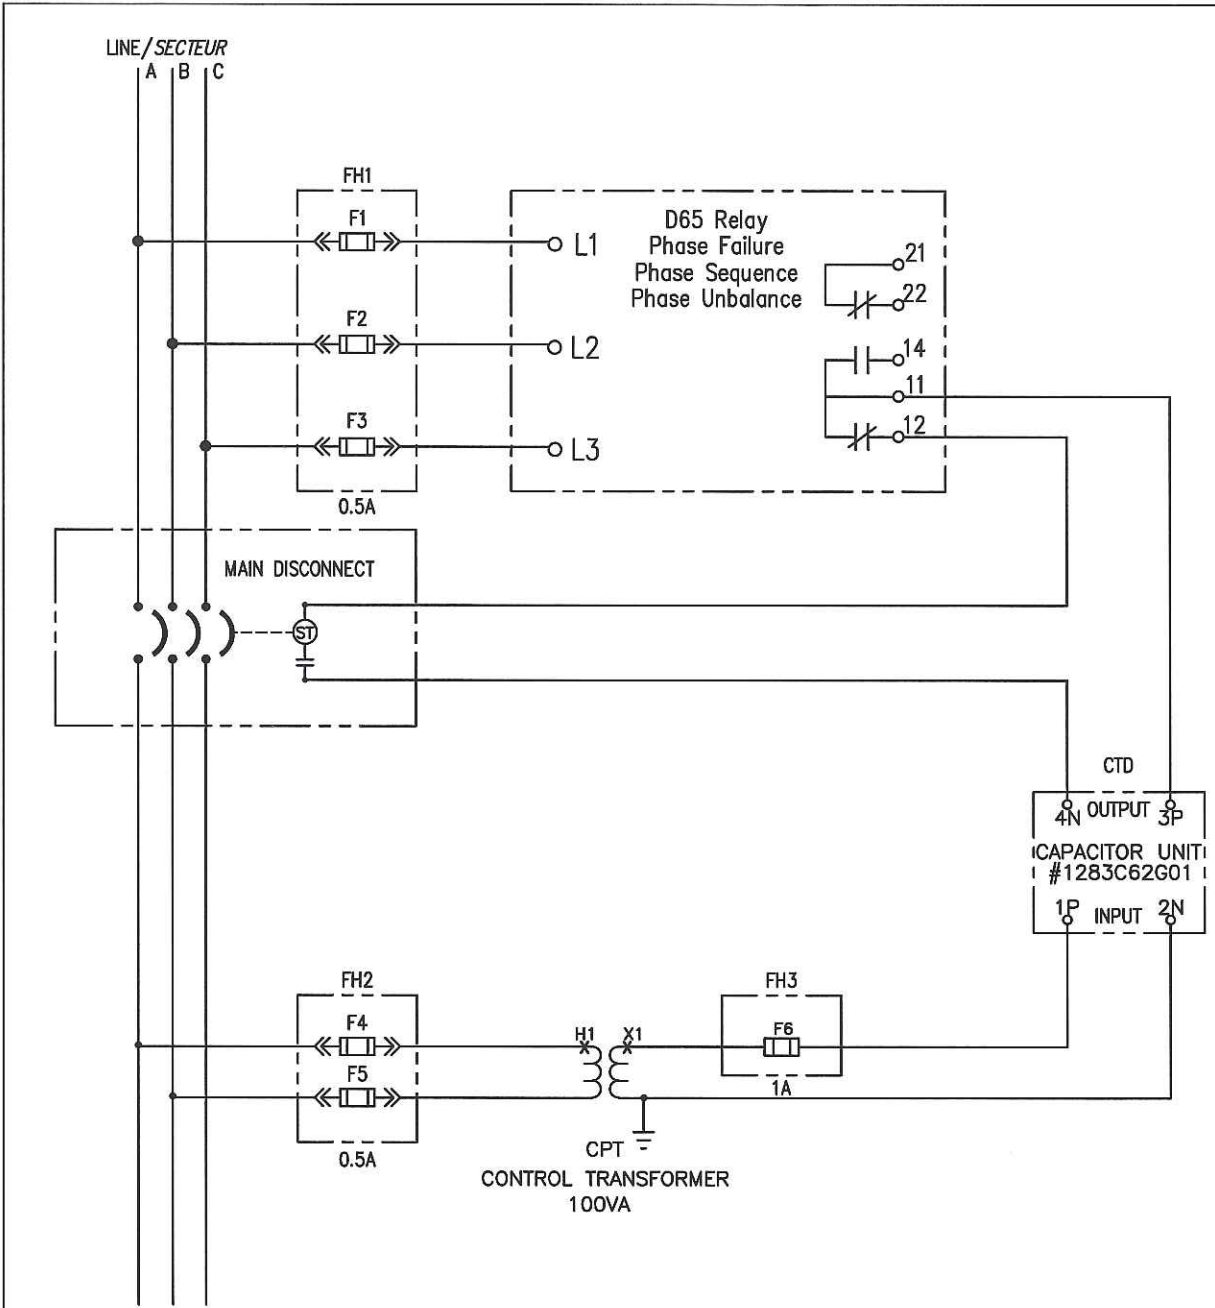 LINE/SECTEUR
A B C
FH1
F1
F2
F3
0.5A
D65 Relay
Phase Failure
Phase Sequence
Phase Unbalance
L1
L2
L3
21
22
14
11
12
MAIN DISCONNECT
ST
CTD
4N OUTPUT 3P
CAPACITOR UNIT
#1283C62G01
1P INPUT 2N
FH2
F4
F5
0.5A
H1 X1
FH3
F6
1A
CPT
CONTROL TRANSFORMER
100VA